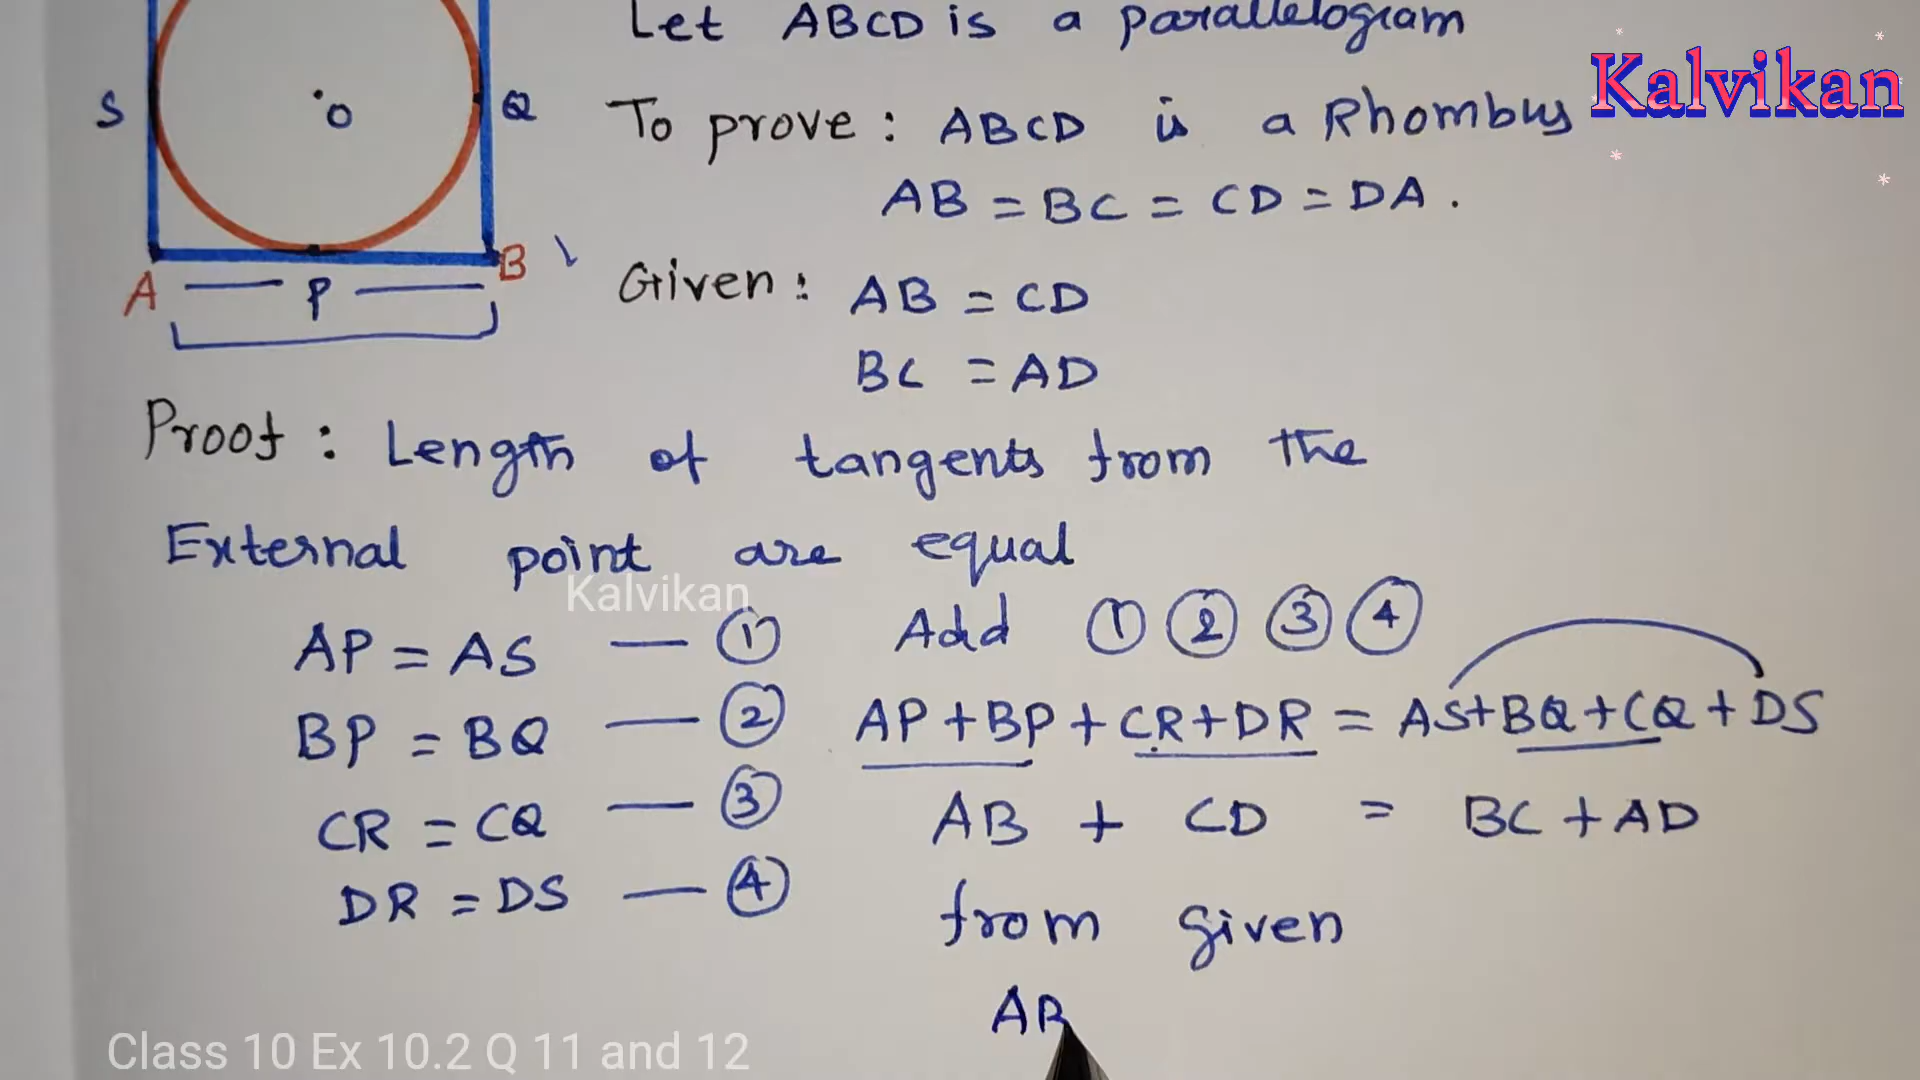 Let ABCD is a parallelogram
Kalvikan
S
O
Q
To prove : ABCD is a Rhombus
AB = BC = CD = DA .
A
P
B
Given : AB = CD
BC = AD
Proof : Length of tangents from the
External point are equal
Kalvikan
AP = AS — ①
BP = BQ — ②
CR = CQ — ③
DR = DS — ④
Add ① ② ③ ④
AP + BP + CR + DR = AS + BQ + CQ + DS
AB + CD = BC + AD
from given
AB
Class 10 Ex 10.2 Q 11 and 12